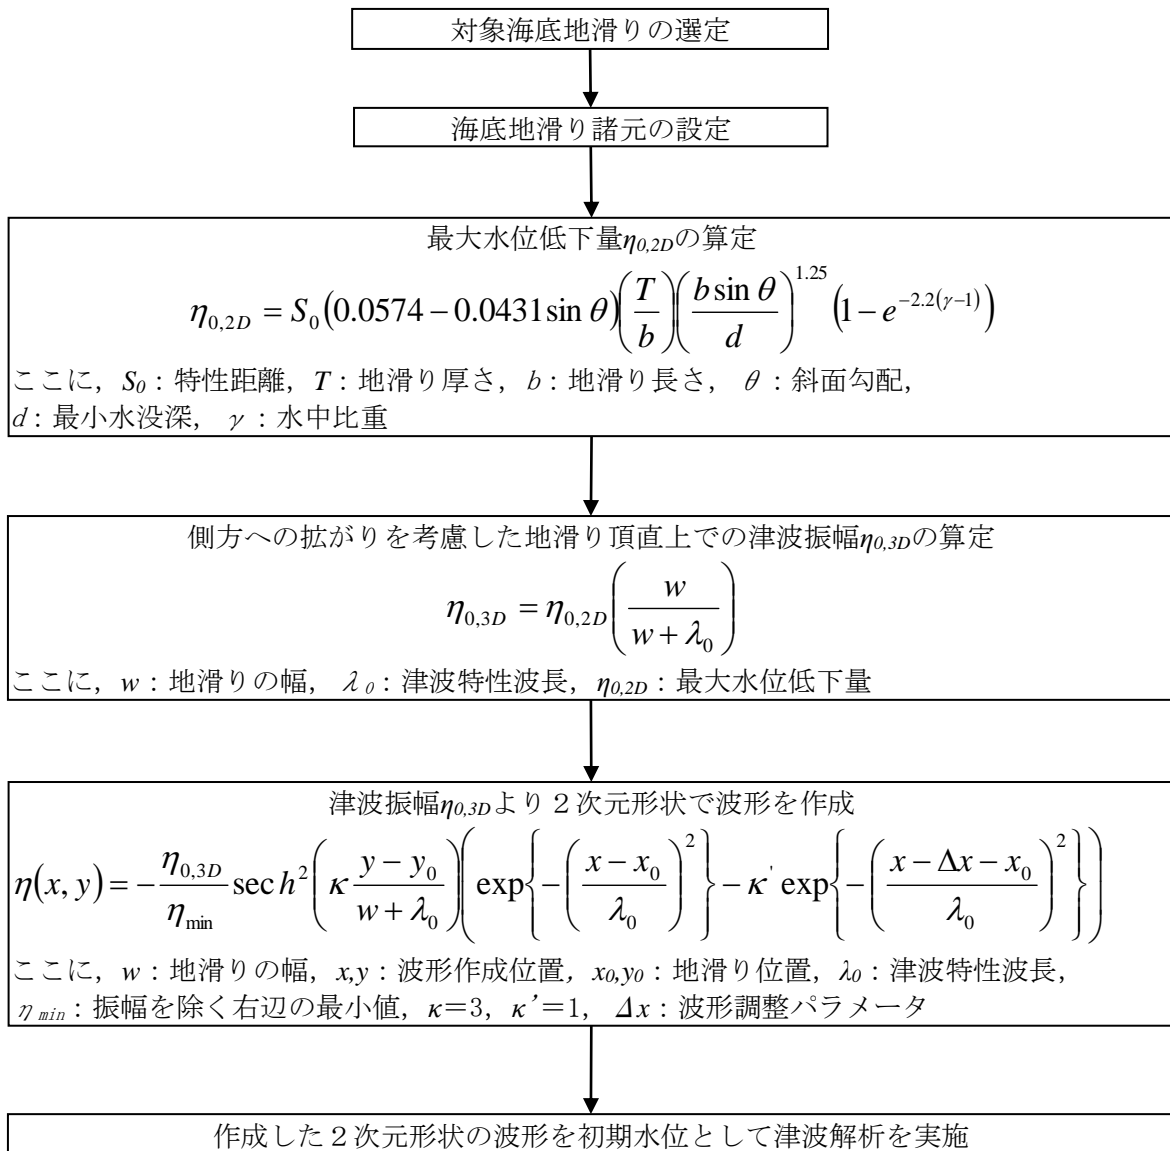 対象海底地滑りの選定
海底地滑り諸元の設定
最大水位低下量η0,2Dの算定
η0,2D = S0(0.0574 − 0.0431 sin θ)(T/b)(b sin θ/d)^1.25 (1 − e^−2.2(γ−1))
ここに，S0：特性距離，T：地滑り厚さ，b：地滑り長さ，θ：斜面勾配，
d：最小水没深，γ：水中比重
側方への拡がりを考慮した地滑り頂直上での津波振幅η0,3Dの算定
η0,3D = η0,2D (w/(w + λ0))
ここに，w：地滑りの幅，λ0：津波特性波長，η0,2D：最大水位低下量
津波振幅η0,3Dより２次元形状で波形を作成
η(x, y) = − (η0,3D/ηmin) sec h^2 (κ (y − y0)/(w + λ0)) (exp{−((x − x0)/λ0)^2} − κ' exp{−((x − Δx − x0)/λ0)^2})
ここに，w：地滑りの幅，x,y：波形作成位置，x0,y0：地滑り位置，λ0：津波特性波長，
ηmin：振幅を除く右辺の最小値，κ＝3，κ’＝1，Δx：波形調整パラメータ
作成した２次元形状の波形を初期水位として津波解析を実施